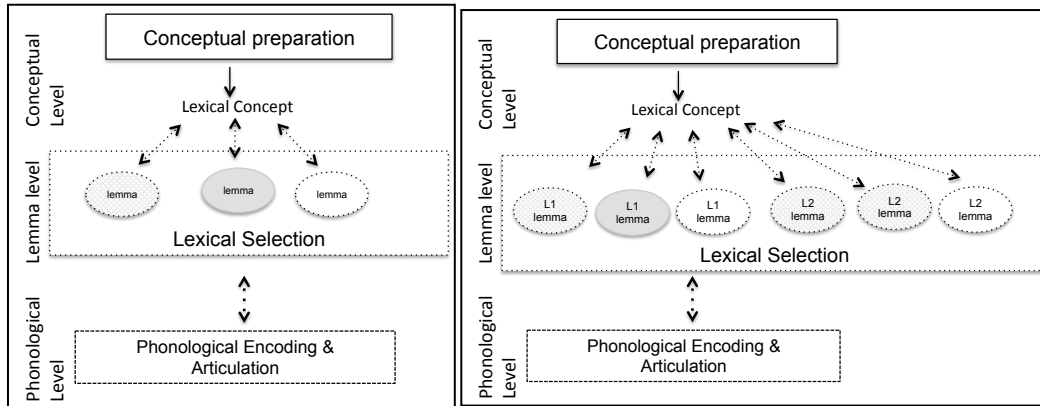 Conceptual Level
Conceptual preparation
Lexical Concept
Lemma level
lemma
lemma
lemma
Lexical Selection
Phonological Level
Phonological Encoding &
Articulation
Conceptual Level
Conceptual preparation
Lexical Concept
Lemma level
L1
lemma
L1
lemma
L1
lemma
L2
lemma
L2
lemma
L2
lemma
Lexical Selection
Phonological Level
Phonological Encoding &
Articulation